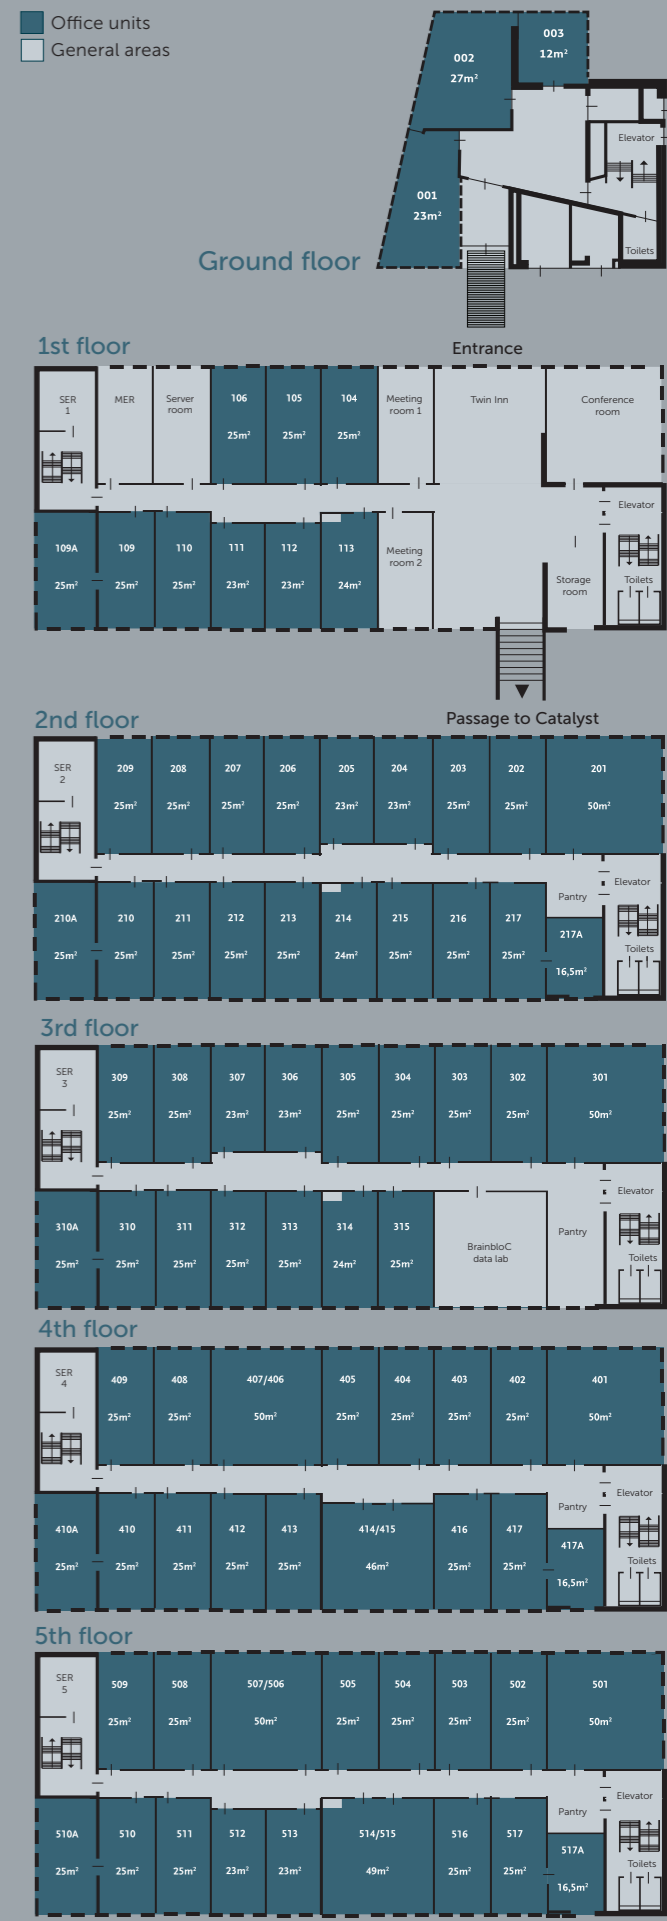 Office units
General areas
003
12m²
002
27m²
Elevator
001
23m²
Toilets
Ground floor
1st floor
Entrance
SER
1
MER
Server
room
106
25m²
105
25m²
104
25m²
Meeting
room 1
Twin Inn
Conference
room
Elevator
109A
25m²
109
25m²
110
25m²
111
23m²
112
23m²
113
24m²
Meeting
room 2
Storage
room
Toilets
2nd floor
Passage to Catalyst
SER
2
209
25m²
208
25m²
207
25m²
206
25m²
205
23m²
204
23m²
203
25m²
202
25m²
201
50m²
210A
25m²
210
25m²
211
25m²
212
25m²
213
25m²
214
24m²
215
25m²
216
25m²
217
25m²
Pantry
217A
16,5m²
Elevator
Toilets
3rd floor
SER
3
309
25m²
308
25m²
307
23m²
306
23m²
305
25m²
304
25m²
303
25m²
302
25m²
301
50m²
310A
25m²
310
25m²
311
25m²
312
25m²
313
25m²
314
24m²
315
25m²
BrainbloC
data lab
Pantry
Elevator
Toilets
4th floor
SER
4
409
25m²
408
25m²
407/406
50m²
405
25m²
404
25m²
403
25m²
402
25m²
401
50m²
410A
25m²
410
25m²
411
25m²
412
25m²
413
25m²
414/415
46m²
416
25m²
417
25m²
Pantry
417A
16,5m²
Elevator
Toilets
5th floor
SER
5
509
25m²
508
25m²
507/506
50m²
505
25m²
504
25m²
503
25m²
502
25m²
501
50m²
510A
25m²
510
25m²
511
25m²
512
23m²
513
23m²
514/515
49m²
516
25m²
517
25m²
Pantry
517A
16,5m²
Elevator
Toilets